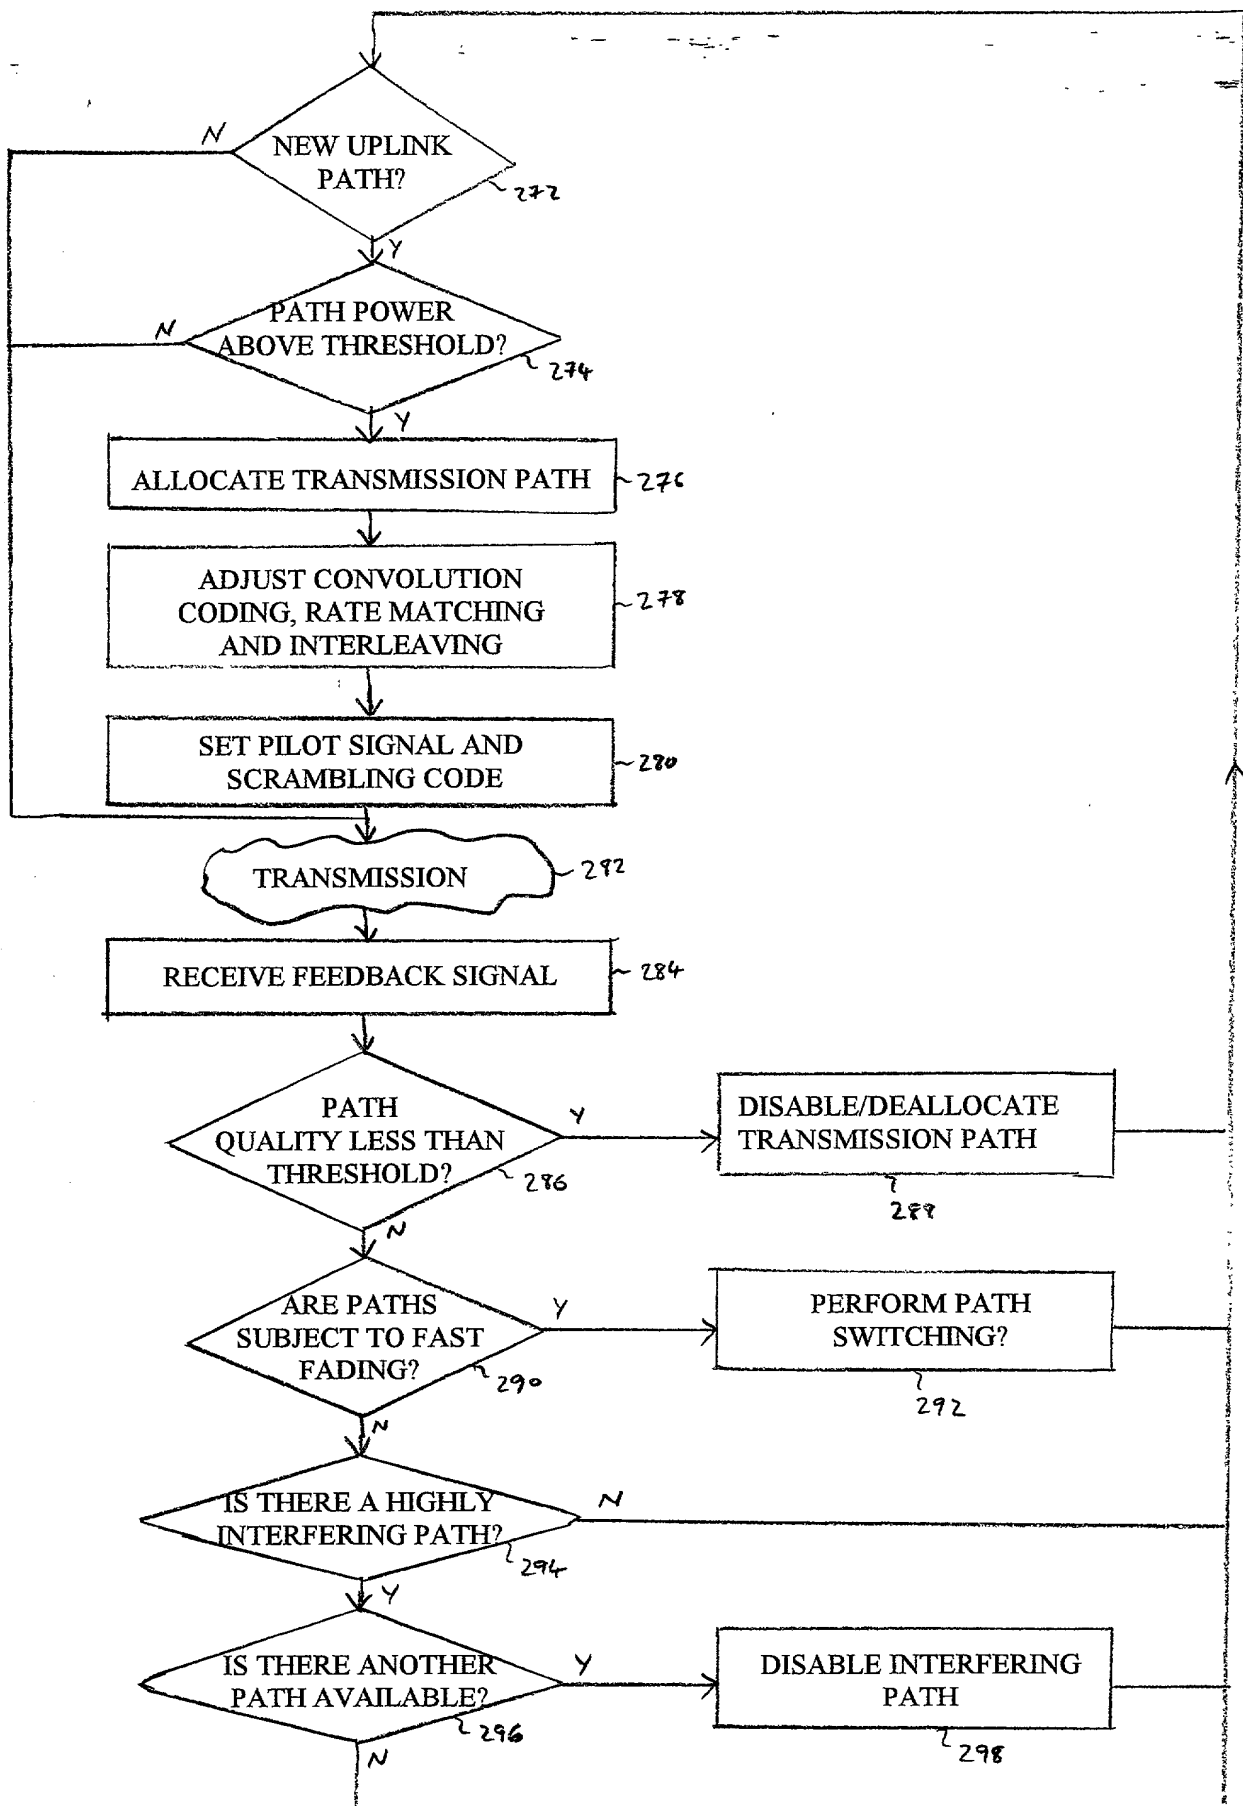 N
NEW UPLINK
PATH?
272
Y
N
PATH POWER
ABOVE THRESHOLD?
274
Y
ALLOCATE TRANSMISSION PATH
276
ADJUST CONVOLUTION
CODING, RATE MATCHING
AND INTERLEAVING
278
SET PILOT SIGNAL AND
SCRAMBLING CODE
280
TRANSMISSION
282
RECEIVE FEEDBACK SIGNAL
284
PATH
QUALITY LESS THAN
THRESHOLD?
286
Y
DISABLE/DEALLOCATE
TRANSMISSION PATH
288
N
ARE PATHS
SUBJECT TO FAST
FADING?
290
Y
PERFORM PATH
SWITCHING?
292
N
IS THERE A HIGHLY
INTERFERING PATH?
294
N
Y
IS THERE ANOTHER
PATH AVAILABLE?
296
Y
DISABLE INTERFERING
PATH
298
N